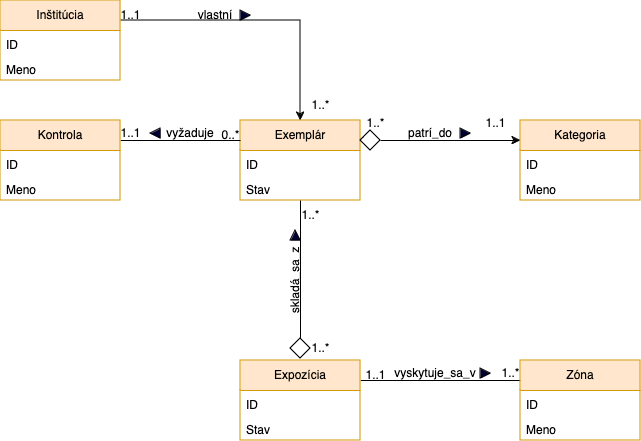 Inštitúcia
ID
Meno
1..1
vlastní
1..*
Kontrola
ID
Meno
1..1
vyžaduje
0..*
Exemplár
ID
Stav
1..*
patrí_do
1..1
Kategoria
ID
Meno
1..*
skladá_sa_z
1..*
Expozícia
ID
Stav
1..1
vyskytuje_sa_v
1..*
Zóna
ID
Meno